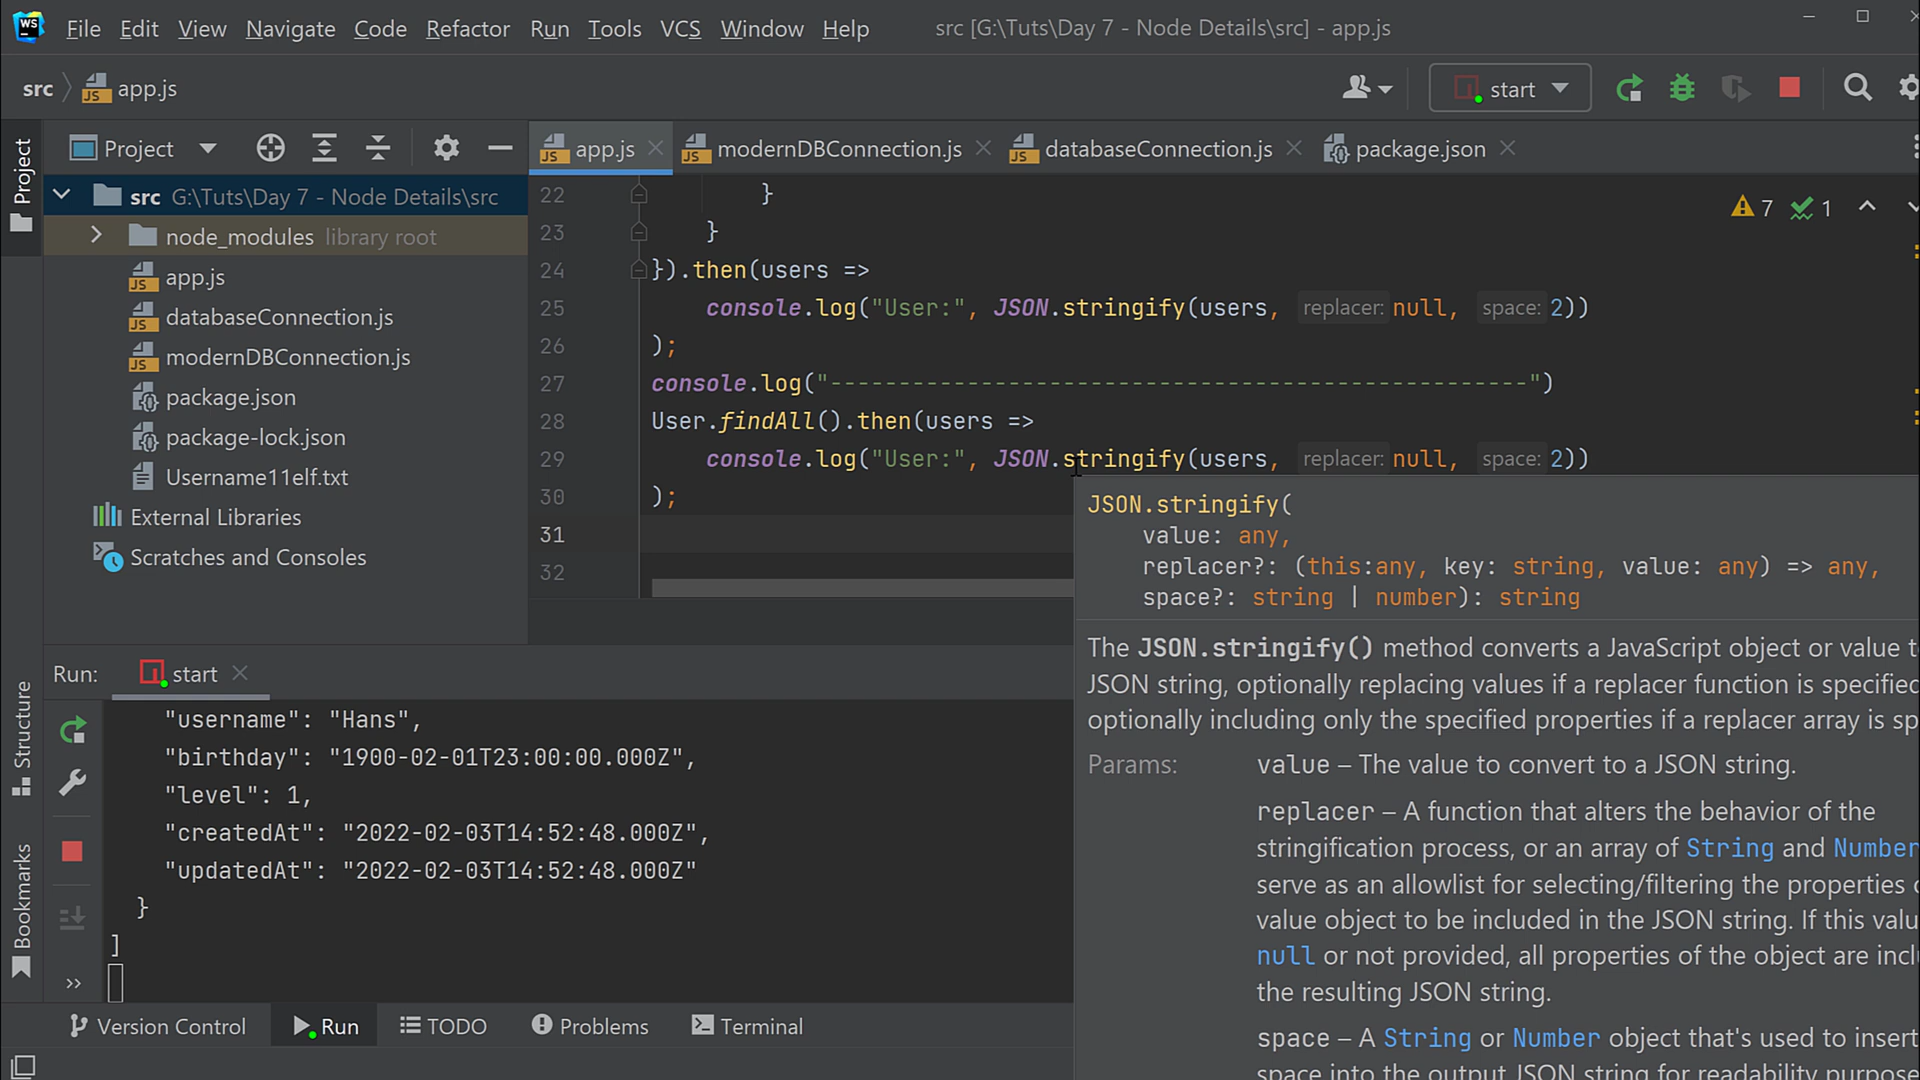 WS File Edit View Navigate Code Refactor Run Tools VCS Window Help src [G:\Tuts\Day 7 - Node Details\src] - app.js
src app.js start
Project
Project
app.js modernDBConnection.js databaseConnection.js package.json
src G:\Tuts\Day 7 - Node Details\src
node_modules library root
app.js
databaseConnection.js
modernDBConnection.js
package.json
package-lock.json
Username11elf.txt
External Libraries
Scratches and Consoles
7 1
22 }
23 }
24 }).then(users =>
25 console.log("User:", JSON.stringify(users, replacer: null, space: 2))
26 );
27 console.log("---------------------------------------------------")
28 User.findAll().then(users =>
29 console.log("User:", JSON.stringify(users, replacer: null, space: 2))
30 );
31
32
JSON.stringify(
value: any,
replacer?: (this:any, key: string, value: any) => any,
space?: string | number): string
The JSON.stringify() method converts a JavaScript object or value t
JSON string, optionally replacing values if a replacer function is specified
optionally including only the specified properties if a replacer array is sp
Params: value – The value to convert to a JSON string.
replacer – A function that alters the behavior of the
stringification process, or an array of String and Number
serve as an allowlist for selecting/filtering the properties o
value object to be included in the JSON string. If this valu
null or not provided, all properties of the object are incl
the resulting JSON string.
space – A String or Number object that's used to insert
space into the output JSON string for readability purpose
Run: start
"username": "Hans",
"birthday": "1900-02-01T23:00:00.000Z",
"level": 1,
"createdAt": "2022-02-03T14:52:48.000Z",
"updatedAt": "2022-02-03T14:52:48.000Z"
}
]
Structure
Bookmarks
Version Control Run TODO Problems Terminal